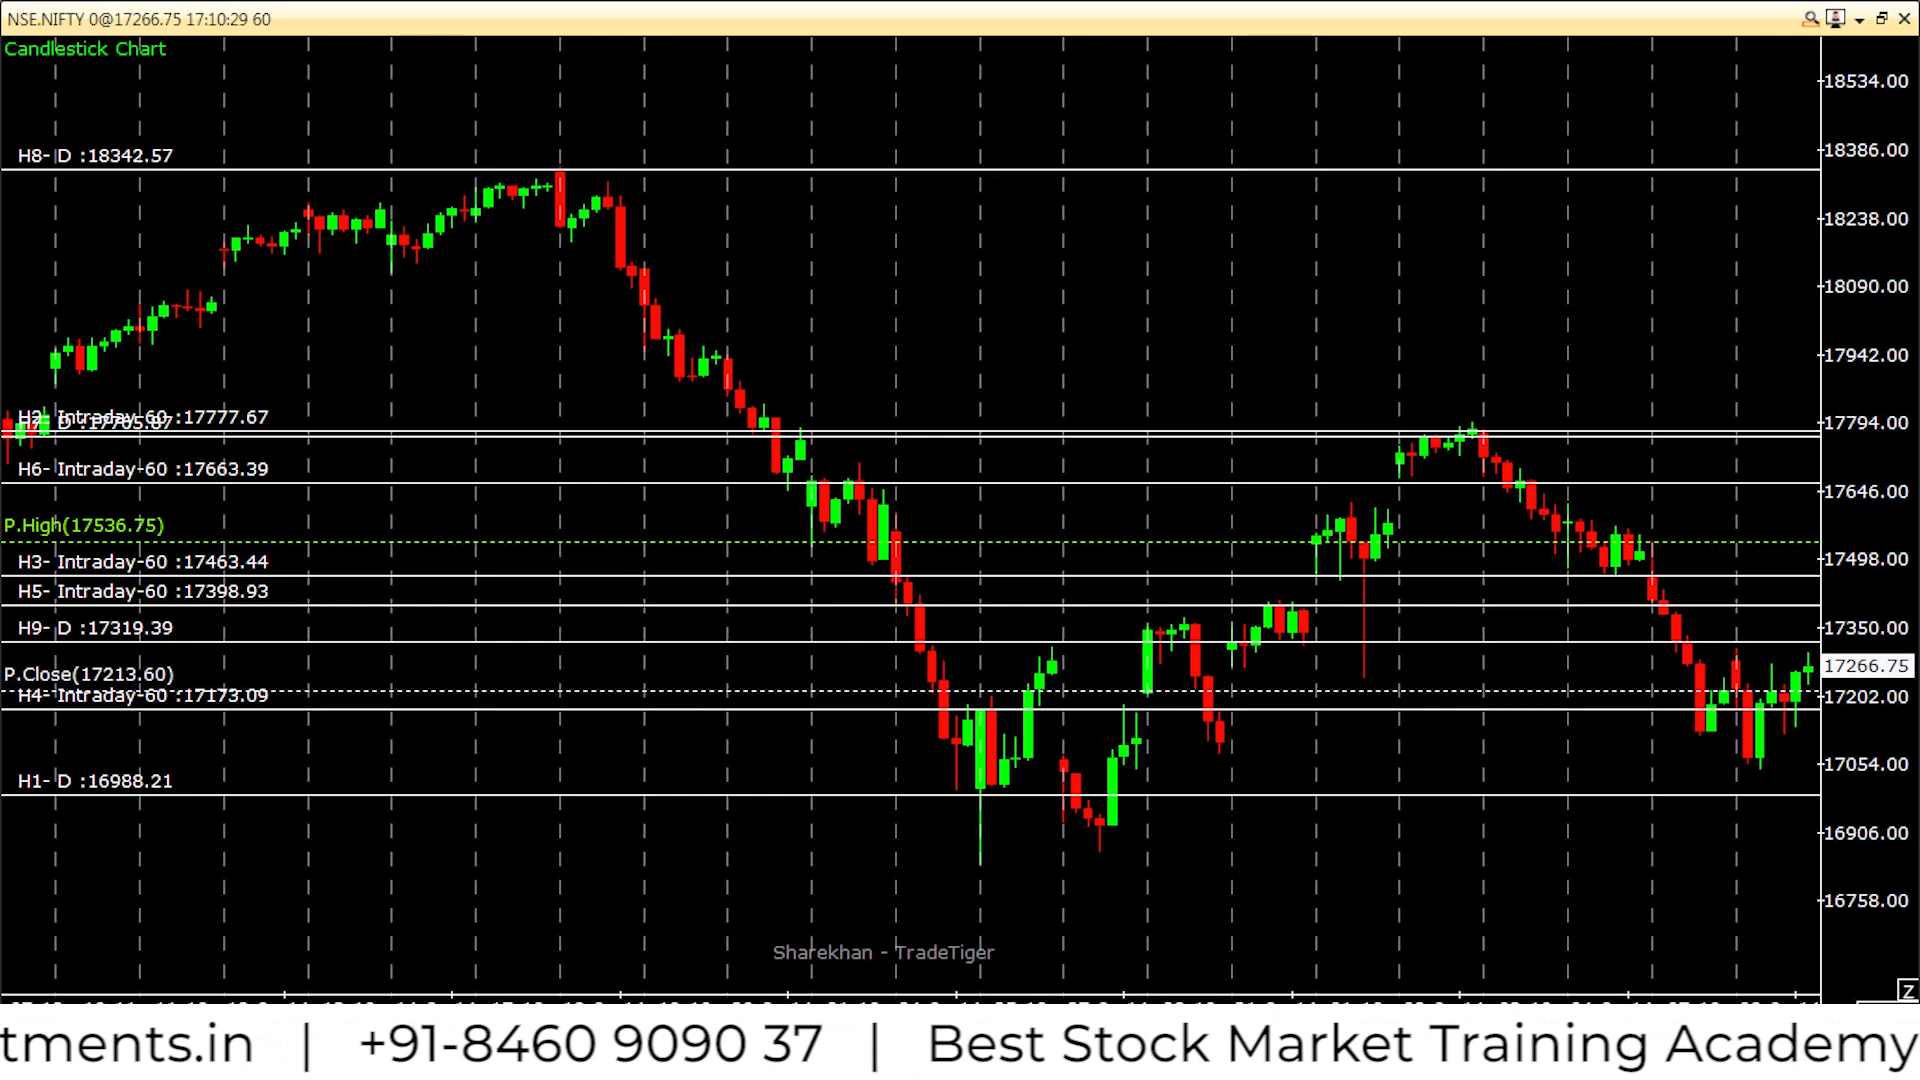 NSE.NIFTY 0@17266.75 17:10:29 60
Candlestick Chart
18534.00
H8- D :18342.57
18386.00
18238.00
18090.00
17942.00
H2- Intraday-60 :17777.67
H7- D :17765.87
17794.00
H6- Intraday-60 :17663.39
17646.00
P.High(17536.75)
H3- Intraday-60 :17463.44
17498.00
H5- Intraday-60 :17398.93
H9- D :17319.39
17350.00
P.Close(17213.60)
17266.75
H4- Intraday-60 :17173.09
17202.00
H1- D :16988.21
17054.00
16906.00
16758.00
Sharekhan - TradeTiger
Z
tments.in | +91-8460 9090 37 | Best Stock Market Training Academy